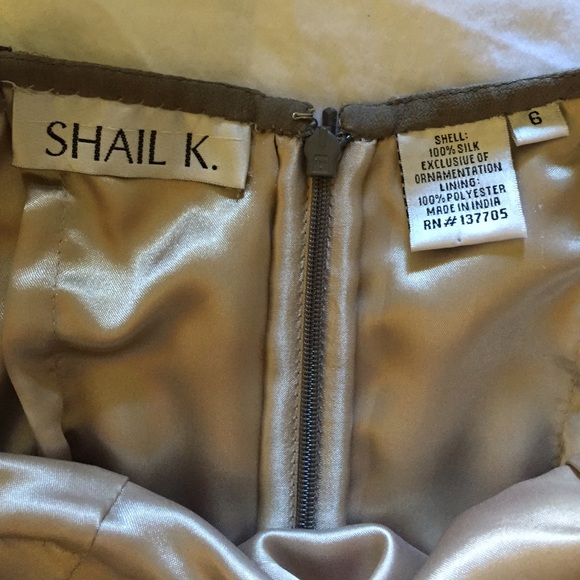 SHAIL K.
SHELL:
100% SILK
EXCLUSIVE OF
ORNAMENTATION
LINING:
100% POLYESTER
MADE IN INDIA
RN# 137705
6